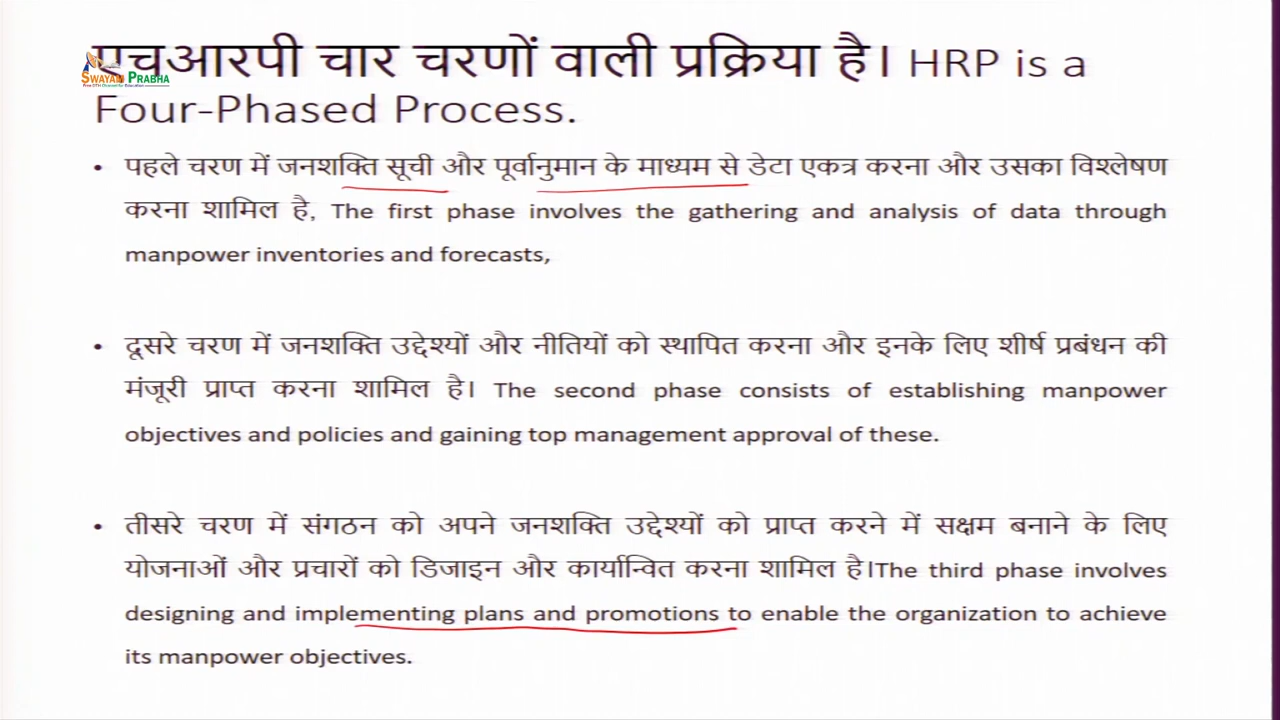 एचआरपी चार चरणों वाली प्रक्रिया है। HRP is a
Four-Phased Process.
SWAYAM PRABHA
• पहले चरण में जनशक्ति सूची और पूर्वानुमान के माध्यम से डेटा एकत्र करना और उसका विश्लेषण
करना शामिल है, The first phase involves the gathering and analysis of data through
manpower inventories and forecasts,
• दूसरे चरण में जनशक्ति उद्देश्यों और नीतियों को स्थापित करना और इनके लिए शीर्ष प्रबंधन की
मंजूरी प्राप्त करना शामिल है। The second phase consists of establishing manpower
objectives and policies and gaining top management approval of these.
• तीसरे चरण में संगठन को अपने जनशक्ति उद्देश्यों को प्राप्त करने में सक्षम बनाने के लिए
योजनाओं और प्रचारों को डिजाइन और कार्यान्वित करना शामिल है।The third phase involves
designing and implementing plans and promotions to enable the organization to achieve
its manpower objectives.